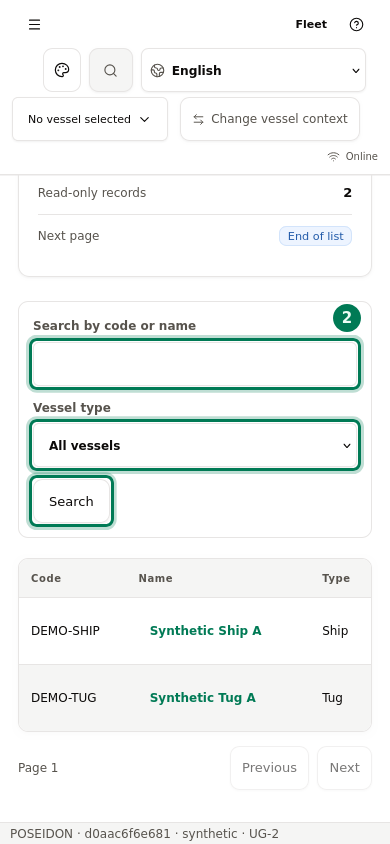 Fleet
English
No vessel selected
Change vessel context
Online
Read-only records 2
Next page End of list
2
Search by code or name
Vessel type
All vessels
Search
Code Name Type
DEMO-SHIP Synthetic Ship A Ship
DEMO-TUG Synthetic Tug A Tug
Page 1 Previous Next
POSEIDON · d0aac6f6e681 · synthetic · UG-2